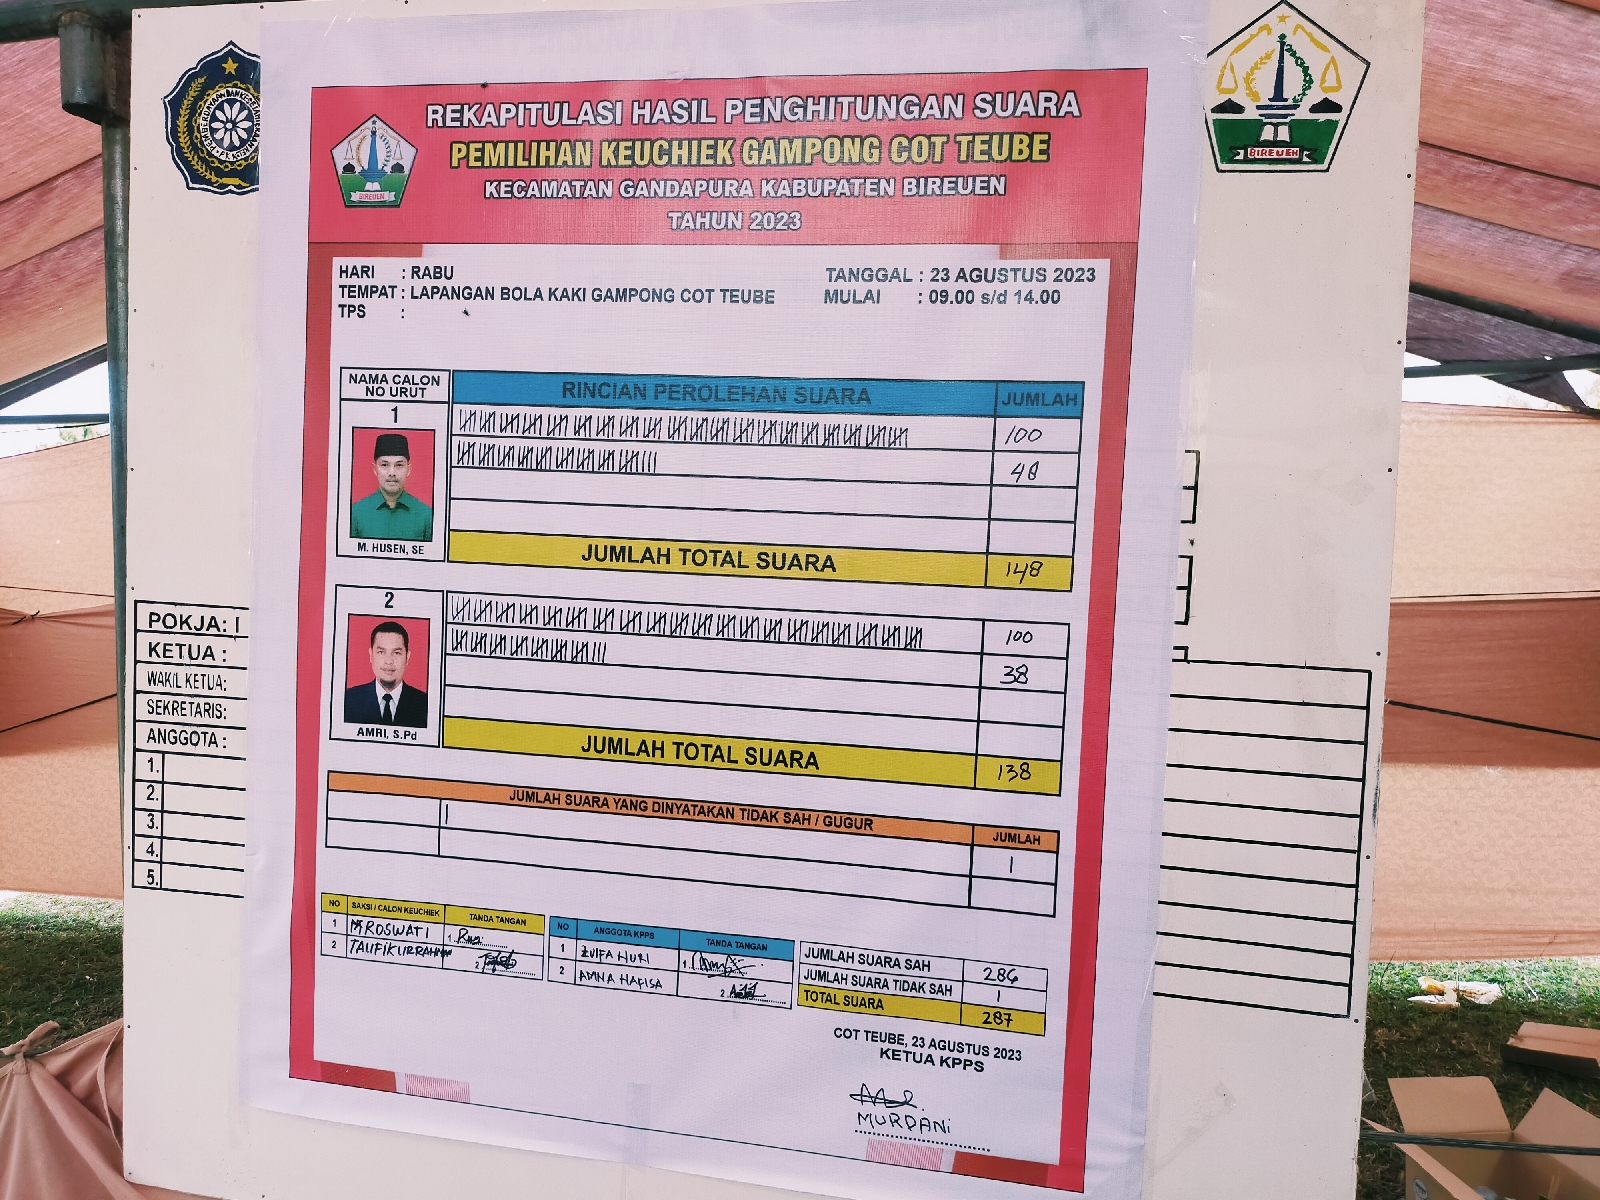 REKAPITULASI HASIL PENGHITUNGAN SUARA
PEMILIHAN KEUCHIEK GAMPONG COT TEUBE
KECAMATAN GANDAPURA KABUPATEN BIREUEN
TAHUN 2023
BIREUEN
BIREUEN
HARI : RABU
TEMPAT : LAPANGAN BOLA KAKI GAMPONG COT TEUBE
TPS :
TANGGAL : 23 AGUSTUS 2023
MULAI : 09.00 s/d 14.00
NAMA CALON NO URUT
RINCIAN PEROLEHAN SUARA JUMLAH
1
100
48
M. HUSEN, SE
JUMLAH TOTAL SUARA 148
2
100
38
AMRI, S.Pd
JUMLAH TOTAL SUARA 138
JUMLAH SUARA YANG DINYATAKAN TIDAK SAH / GUGUR JUMLAH
1
NO SAKSI / CALON KEUCHIEK TANDA TANGAN
1 ROSWATI 1.
2 TAUFIKURRAHMAN 2
NO ANGGOTA KPPS TANDA TANGAN
1 ZULFA HURI 1.
2 AMNA HAFISA 2
JUMLAH SUARA SAH 286
JUMLAH SUARA TIDAK SAH 1
TOTAL SUARA 287
COT TEUBE, 23 AGUSTUS 2023
KETUA KPPS
MURDANI
POKJA: I
KETUA :
WAKIL KETUA:
SEKRETARIS:
ANGGOTA :
1.
2.
3.
4.
5.